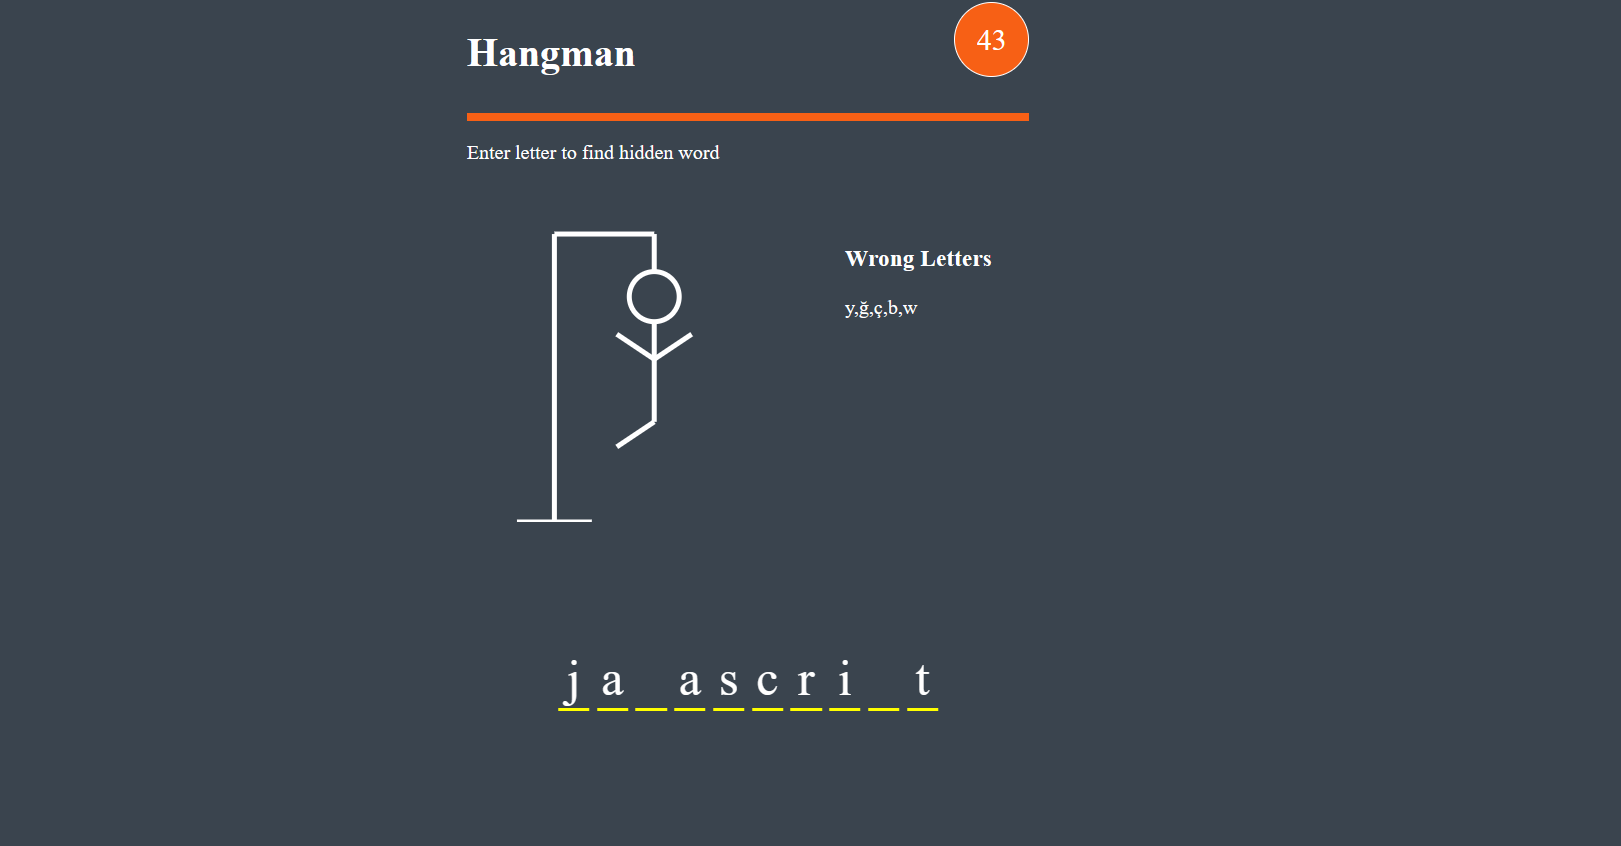 Hangman
43
Enter letter to find hidden word
Wrong Letters
y,ğ,ç,b,w
j a _ a s c r i _ t